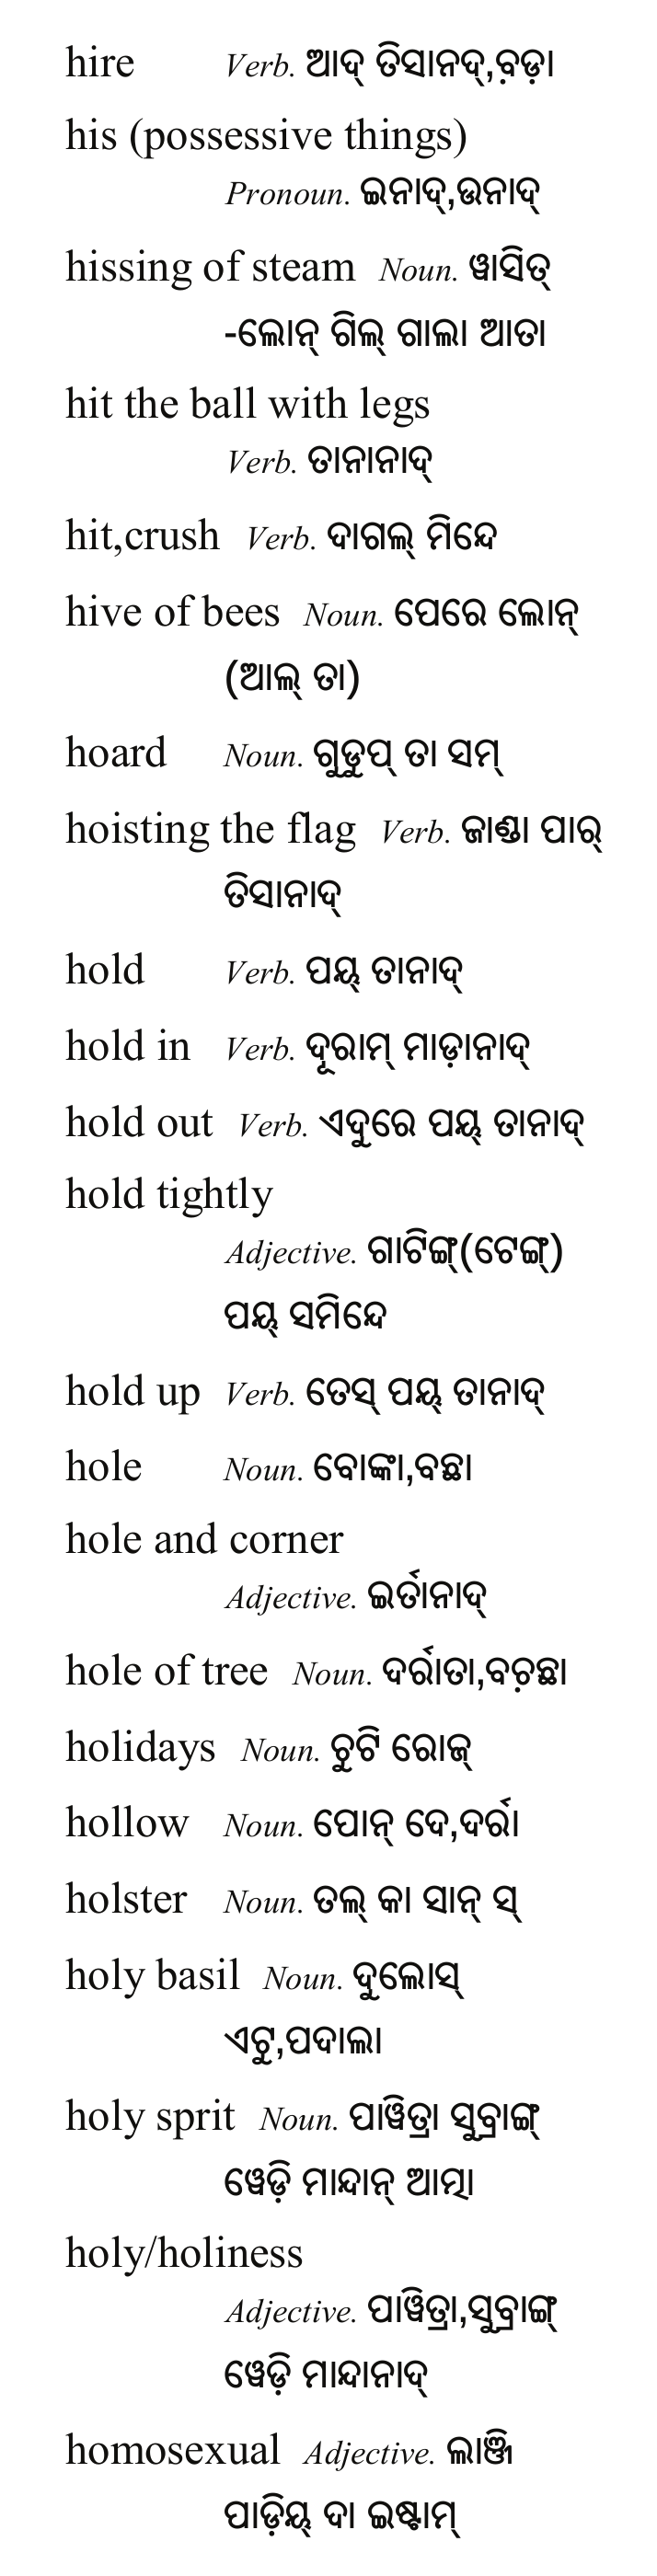 hire Verb. ଆଦ୍ ତିସାନଦ୍,ବ଼ଡ଼ା
his (possessive things)
Pronoun. ଇନାଦ୍,ଉନାଦ୍
hissing of steam Noun. ୱାସିତ୍
-ଲୋନ୍ ଗିଲ୍ ଗାଲା ଆତା
hit the ball with legs
Verb. ତାନାନାଦ୍
hit,crush Verb. ଦାଗଲ୍ ମିନ୍ଦେ
hive of bees Noun. ପେରେ ଲୋନ୍
(ଆଲ୍ ତା)
hoard Noun. ଗୁଡୁପ୍ ତା ସମ୍
hoisting the flag Verb. ଜାଣ୍ଡା ପାର୍
ତିସାନାଦ୍
hold Verb. ପୟ୍ ତାନାଦ୍
hold in Verb. ଦୂରାମ୍ ମାଡ଼ାନାଦ୍
hold out Verb. ଏଦୁରେ ପୟ୍ ତାନାଦ୍
hold tightly
Adjective. ଗାଟିଙ୍ଗ୍(ଟେଙ୍ଗ୍)
ପୟ୍ ସମିନ୍ଦେ
hold up Verb. ତେସ୍ ପୟ୍ ତାନାଦ୍
hole Noun. ବୋଙ୍କା,ବଛା
hole and corner
Adjective. ଇର୍ତାନାଦ୍
hole of tree Noun. ଦର୍ରାତା,ବଚ଼ଛା
holidays Noun. ଚୁଟି ରୋଜ୍
hollow Noun. ପୋନ୍ ଦେ,ଦର୍ରା
holster Noun. ତଲ୍ କା ସାନ୍ ସ୍
holy basil Noun. ଦୁଲୋସ୍
ଏଟୁ,ପଦାଲା
holy sprit Noun. ପାୱିତ୍ରା ସୁବ୍ରାଙ୍ଗ୍
ୱେଡ଼ି ମାନ୍ଦାନ୍ ଆତ୍ମା
holy/holiness
Adjective. ପାୱିତ୍ରା,ସୁବ୍ରାଙ୍ଗ୍
ୱେଡ଼ି ମାନ୍ଦାନାଦ୍
homosexual Adjective. ଲାଞ୍ଜି
ପାଡ଼ିୟ୍ ଦା ଇଷ୍ଟାମ୍